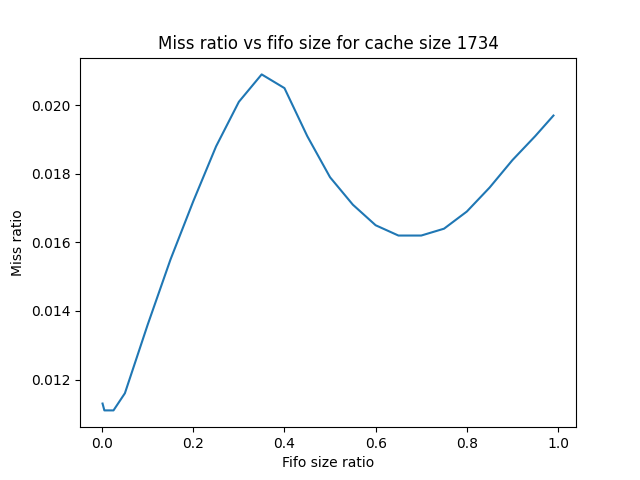 Miss ratio vs fifo size for cache size 1734
0.020
0.018
0.016
0.014
0.012
Miss ratio
0.0 0.2 0.4 0.6 0.8 1.0
Fifo size ratio